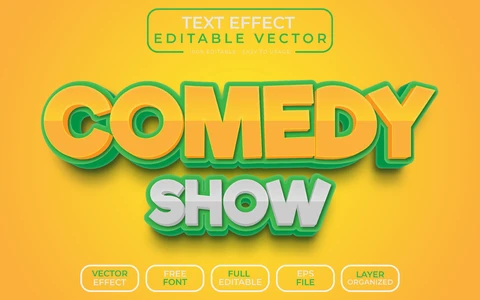 TEXT EFFECT
EDITABLE VECTOR
COMEDY
SHOW
VECTOR
EFFECT
FREE
FONT
FULL
EDITABLE
EPS
FILE
LAYER
ORGANIZED